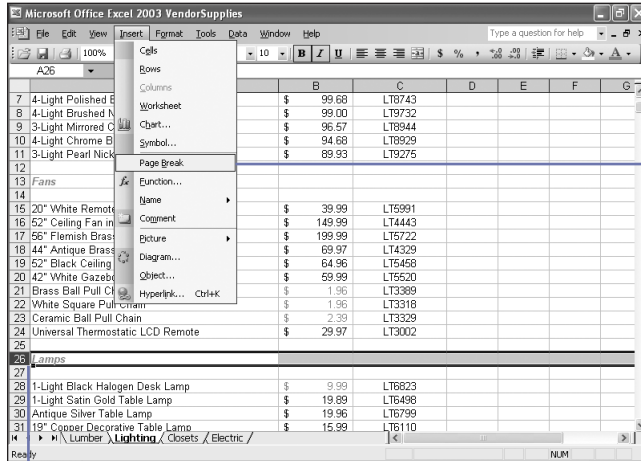 Microsoft Office Excel 2003 VendorSupplies
File Edit View Insert Format Tools Data Window Help Type a question for help
100% 10 B I U $ % ,
A26
Cells
Rows
Columns
Worksheet
Chart...
Symbol...
Page Break
Function...
Name
Comment
Picture
Diagram...
Object...
Hyperlink... Ctrl+K
B C D E F G
7 4-Light Polished $ 99.68 LT8743
8 4-Light Brushed $ 99.00 LT9732
9 3-Light Mirrored $ 96.57 LT8944
10 4-Light Chrome $ 94.68 LT8929
11 3-Light Pearl Nick $ 89.93 LT9275
12
13 Fans
14
15 20" White Remote $ 39.99 LT5991
16 52" Ceiling Fan in $ 149.99 LT4443
17 56" Flemish Brass $ 199.99 LT5722
18 44" Antique Brass $ 69.97 LT4329
19 52" Black Ceiling $ 64.96 LT5458
20 42" White Gazebo $ 59.99 LT5520
21 Brass Ball Pull $ 1.96 LT3389
22 White Square Pull Chain $ 1.96 LT3318
23 Ceramic Ball Pull Chain $ 2.39 LT3329
24 Universal Thermostatic LCD Remote $ 29.97 LT3002
25
26 Lamps
27
28 1-Light Black Halogen Desk Lamp $ 9.99 LT6823
29 1-Light Satin Gold Table Lamp $ 19.89 LT6498
30 Antique Silver Table Lamp $ 19.96 LT6799
31 19" Copper Decorative Table Lamp $ 15.99 LT6110
Lumber Lighting Closets Electric
Ready NUM